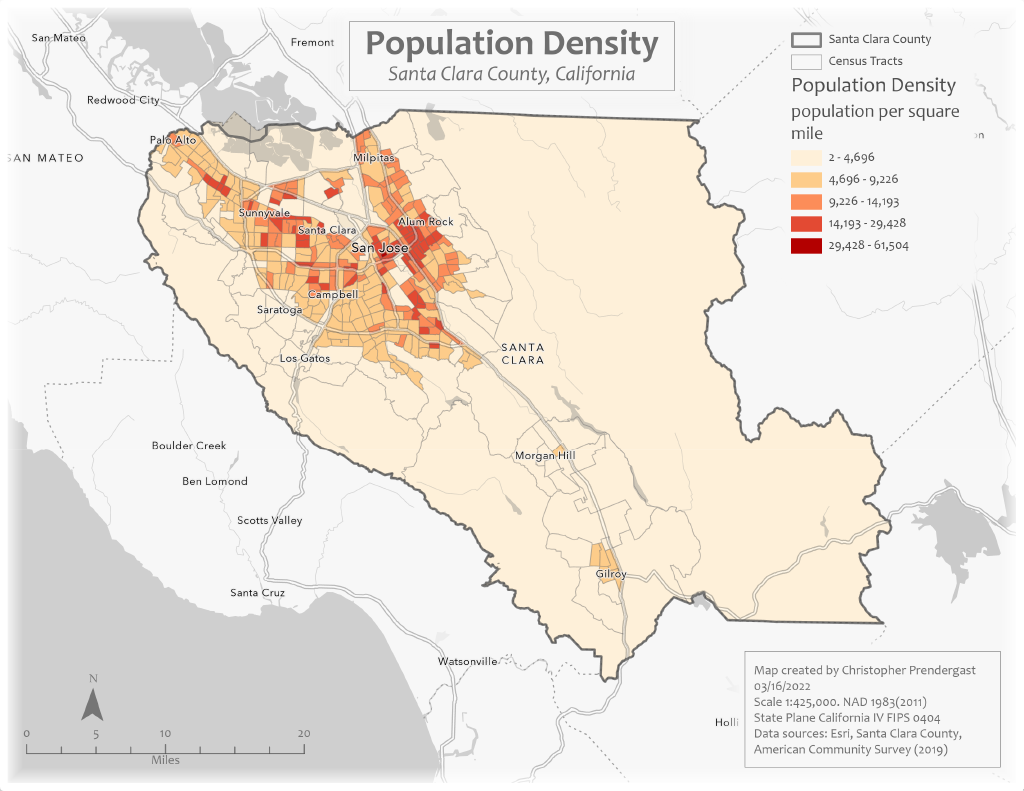 Population Density
Santa Clara County, California
Santa Clara County
Census Tracts
Population Density
population per square
mile
2 - 4,696
4,696 - 9,226
9,226 - 14,193
14,193 - 29,428
29,428 - 61,504
San Mateo
Fremont
Redwood City
Palo Alto
SAN MATEO
Milpitas
on
Sunnyvale
Alum Rock
Santa Clara
San Jose
Campbell
Saratoga
Los Gatos
SANTA
CLARA
Boulder Creek
Morgan Hill
Ben Lomond
Scotts Valley
Gilroy
Santa Cruz
Watsonville
Holli
N
0 5 10 20
Miles
Map created by Christopher Prendergast
03/16/2022
Scale 1:425,000. NAD 1983(2011)
State Plane California IV FIPS 0404
Data sources: Esri, Santa Clara County,
American Community Survey (2019)